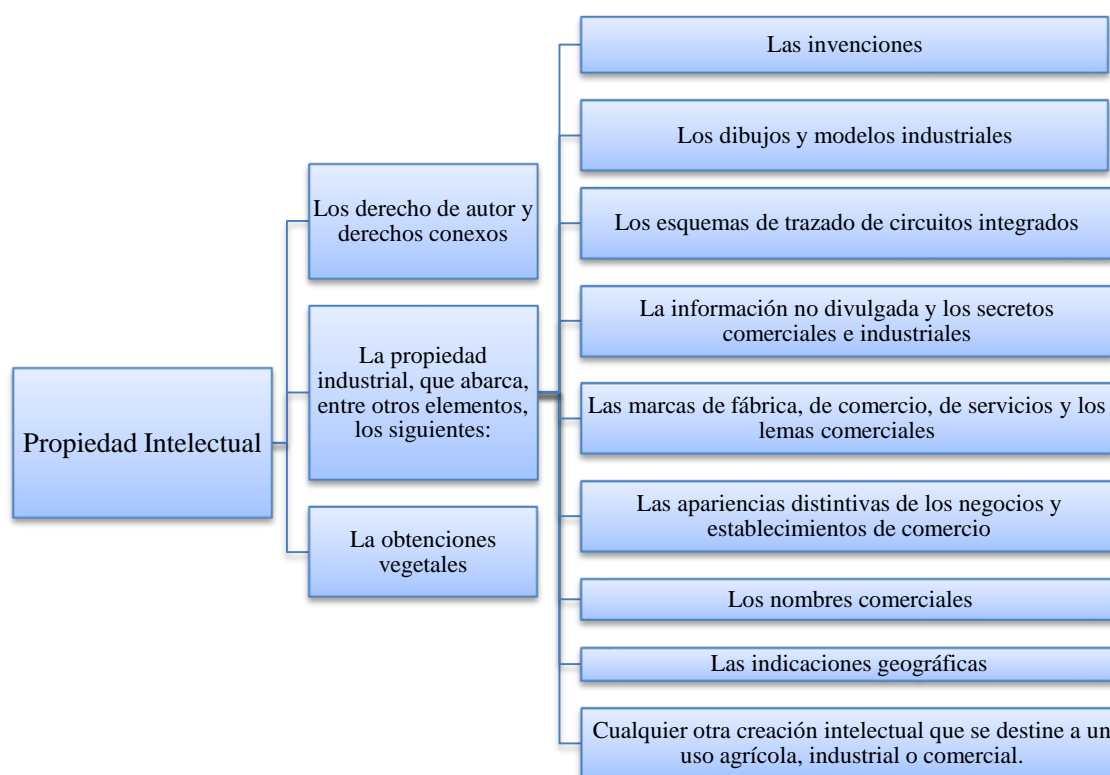 Propiedad Intelectual
Los derecho de autor y
derechos conexos
La propiedad
industrial, que abarca,
entre otros elementos,
los siguientes:
La obtenciones
vegetales
Las invenciones
Los dibujos y modelos industriales
Los esquemas de trazado de circuitos integrados
La información no divulgada y los secretos
comerciales e industriales
Las marcas de fábrica, de comercio, de servicios y los
lemas comerciales
Las apariencias distintivas de los negocios y
establecimientos de comercio
Los nombres comerciales
Las indicaciones geográficas
Cualquier otra creación intelectual que se destine a un
uso agrícola, industrial o comercial.